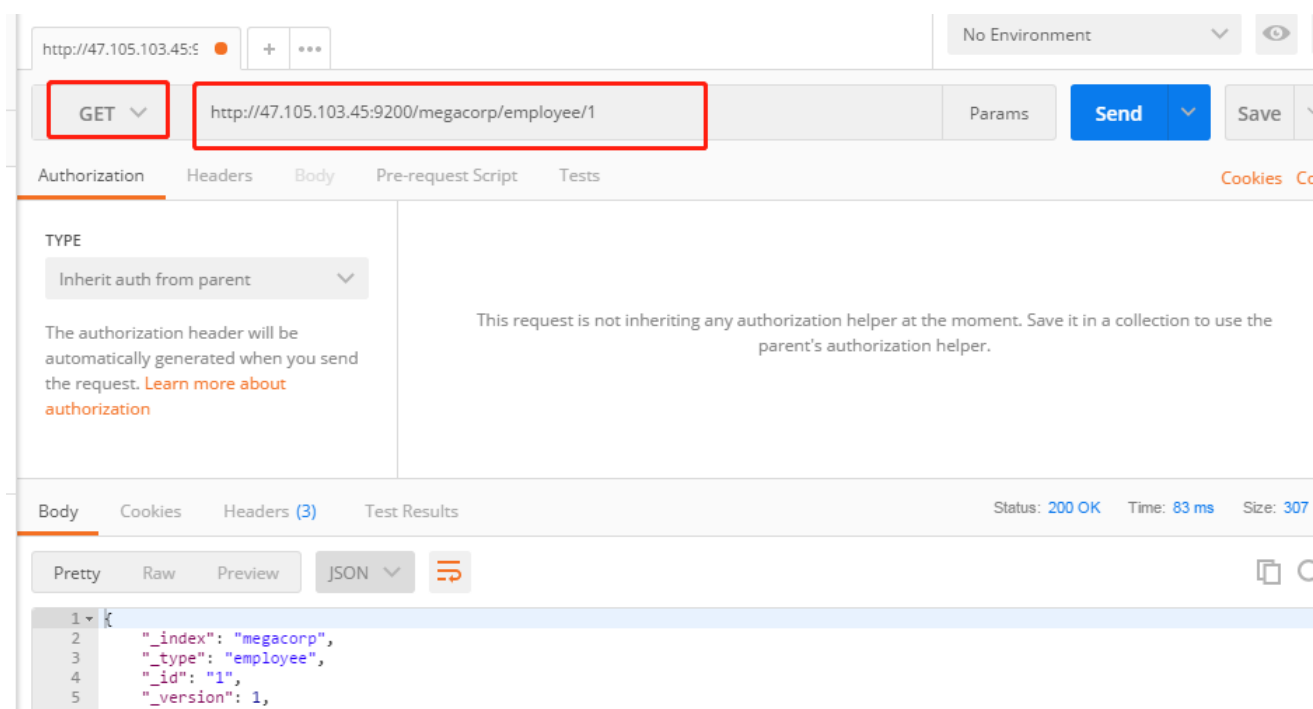 http://47.105.103.45:9
+
No Environment
GET
http://47.105.103.45:9200/megacorp/employee/1
Params
Send
Save
Authorization
Headers
Body
Pre-request Script
Tests
Cookies
Co
TYPE
Inherit auth from parent
The authorization header will be
automatically generated when you send
the request. Learn more about
authorization
This request is not inheriting any authorization helper at the moment. Save it in a collection to use the
parent's authorization helper.
Body
Cookies
Headers (3)
Test Results
Status: 200 OK
Time: 83 ms
Size: 307
Pretty
Raw
Preview
JSON
1 {
2 "_index": "megacorp",
3 "_type": "employee",
4 "_id": "1",
5 "_version": 1,